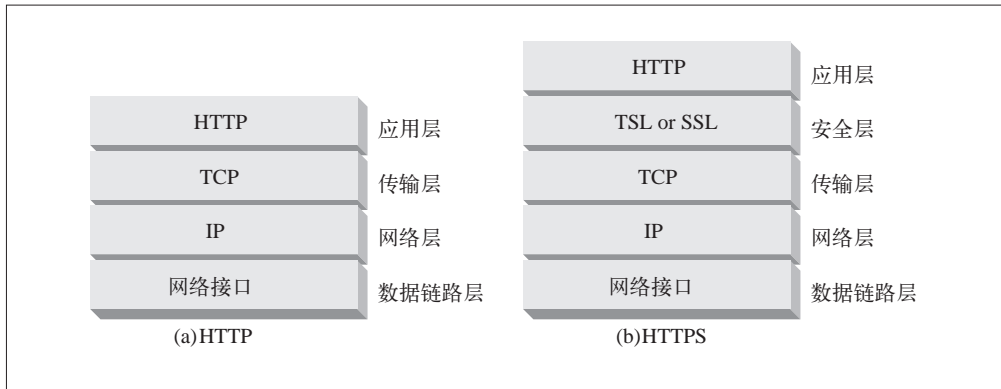 HTTP 应用层
TCP 传输层
IP 网络层
网络接口 数据链路层
(a)HTTP
HTTP 应用层
TSL or SSL 安全层
TCP 传输层
IP 网络层
网络接口 数据链路层
(b)HTTPS